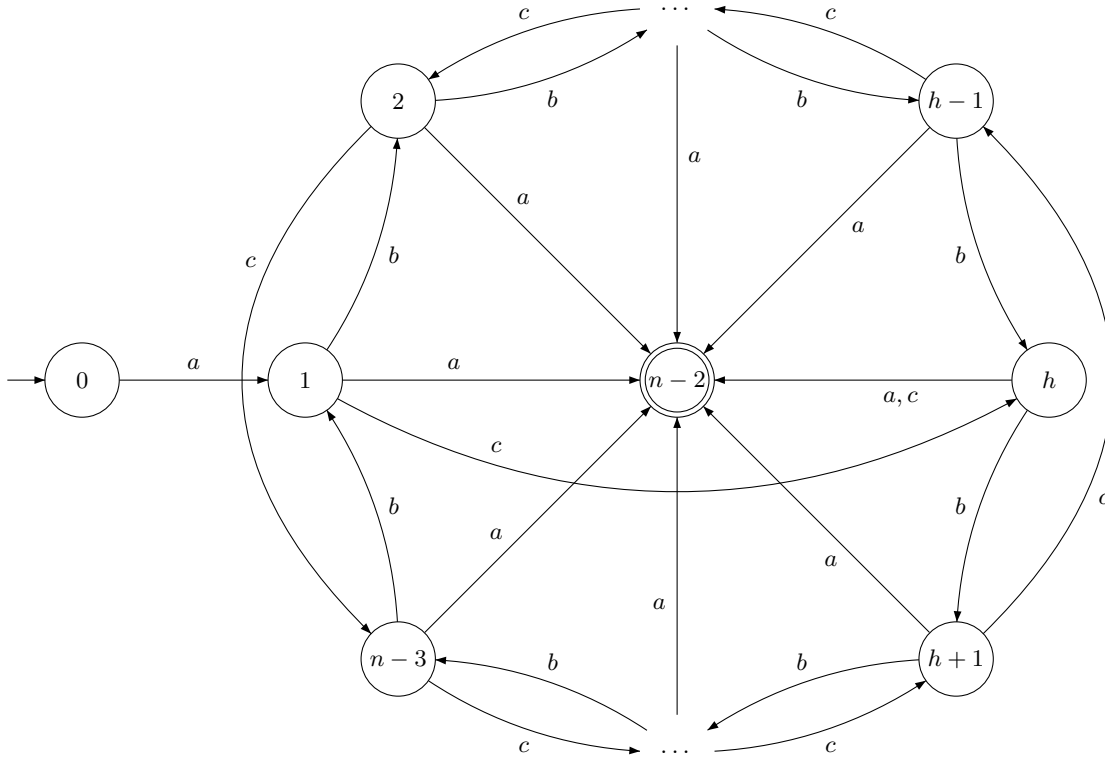 c … c
2 b b h − 1
a
a a
c b b
0 a 1 a n − 2 a, c h
c
b b c
a a
a
n − 3 b b h + 1
c … c